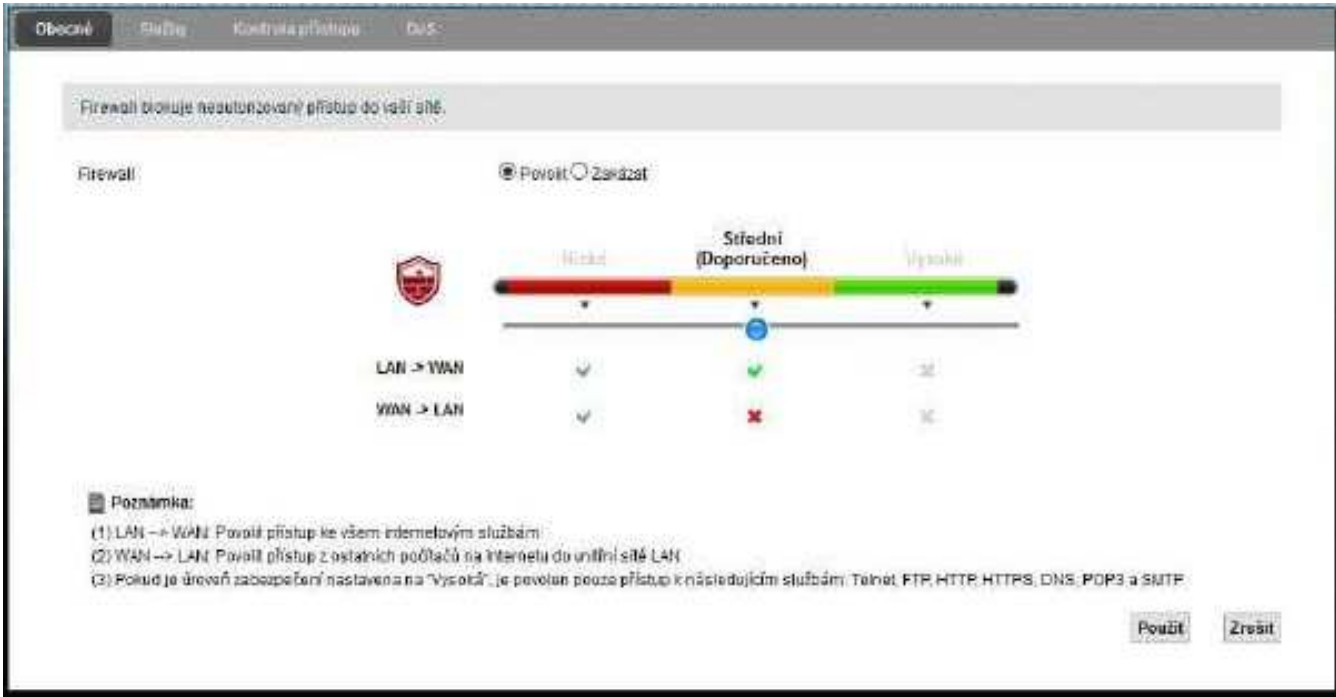 Obecné Služby Kontrola přístupu DoS
Firewall blokuje neautorizovaný přístup do vaší sítě.
Firewall Povolit Zakázat
Nízká Střední (Doporučeno) Vysoká
LAN -> WAN
WAN -> LAN
Poznámka:
(1) LAN --> WAN: Povolit přístup ke všem internetovým službám
(2) WAN --> LAN: Povolit přístup z ostatních počítačů na internetu do vnitřní sítě LAN
(3) Pokud je úroveň zabezpečení nastavena na "Vysoká", je povolen pouze přístup k následujícím službám: Telnet, FTP, HTTP, HTTPS, DNS, POP3 a SMTP
Použít Zrušit